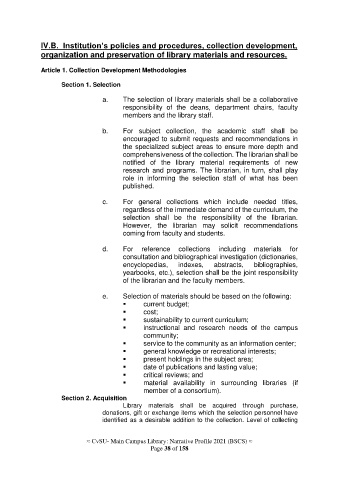 IV.B. Institution's policies and procedures, collection development,
organization and preservation of library materials and resources.
Article 1. Collection Development Methodologies
Section 1. Selection
a. The selection of library materials shall be a collaborative
responsibility of the deans, department chairs, faculty
members and the library staff.
b. For subject collection, the academic staff shall be
encouraged to submit requests and recommendations in
the specialized subject areas to ensure more depth and
comprehensiveness of the collection. The librarian shall be
notified of the library material requirements of new
research and programs. The librarian, in turn, shall play
role in informing the selection staff of what has been
published.
c. For general collections which include needed titles,
regardless of the immediate demand of the curriculum, the
selection shall be the responsibility of the librarian.
However, the librarian may solicit recommendations
coming from faculty and students.
d. For reference collections including materials for
consultation and bibliographical investigation (dictionaries,
encyclopedias, indexes, abstracts, bibliographies,
yearbooks, etc.), selection shall be the joint responsibility
of the librarian and the faculty members.
e. Selection of materials should be based on the following:
▪ current budget;
▪ cost;
▪ sustainability to current curriculum;
▪ instructional and research needs of the campus
community;
▪ service to the community as an information center;
▪ general knowledge or recreational interests;
▪ present holdings in the subject area;
▪ date of publications and lasting value;
▪ critical reviews; and
▪ material availability in surrounding libraries (if
member of a consortium).
Section 2. Acquisition
Library materials shall be acquired through purchase,
donations, gift or exchange items which the selection personnel have
identified as a desirable addition to the collection. Level of collecting
= CvSU- Main Campus Library: Narrative Profile 2021 (BSCS) =
Page 38 of 158